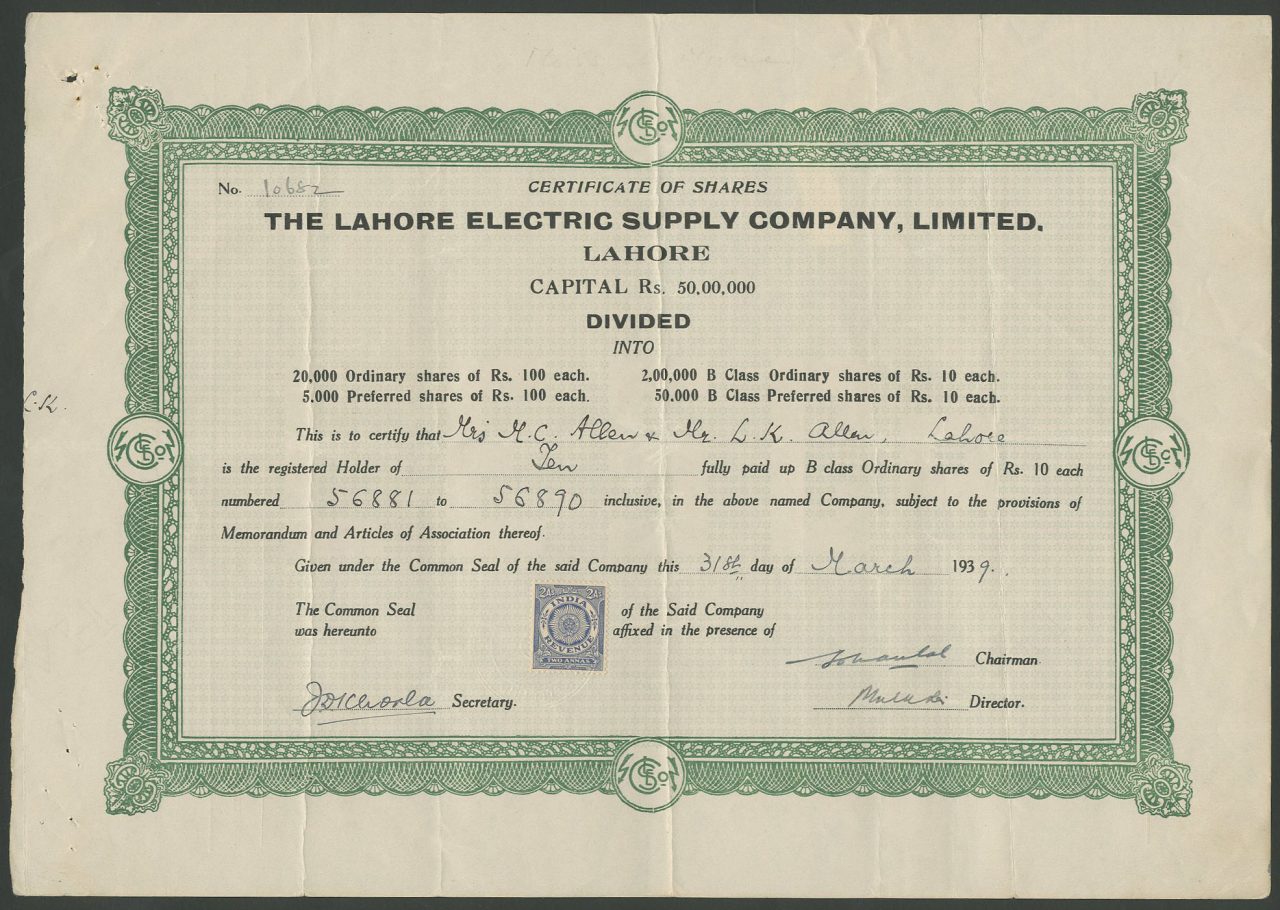 No. 10682
CERTIFICATE OF SHARES
THE LAHORE ELECTRIC SUPPLY COMPANY, LIMITED.
LAHORE
CAPITAL Rs. 50,00,000
DIVIDED
INTO
20,000 Ordinary shares of Rs. 100 each. 2,00,000 B Class Ordinary shares of Rs. 10 each.
5,000 Preferred shares of Rs. 100 each. 50,000 B Class Preferred shares of Rs. 10 each.
This is to certify that Mrs M. C. Allen & Mr. L. K. Allen, Lahore
is the registered Holder of Ten fully paid up B class Ordinary shares of Rs. 10 each
numbered 56881 to 56890 inclusive, in the above named Company, subject to the provisions of
Memorandum and Articles of Association thereof.
Given under the Common Seal of the said Company this 31st day of March 1939.
The Common Seal of the Said Company
was hereunto affixed in the presence of
2As 2As
INDIA
REVENUE
TWO ANNAS
Chairman
Secretary.
Director.